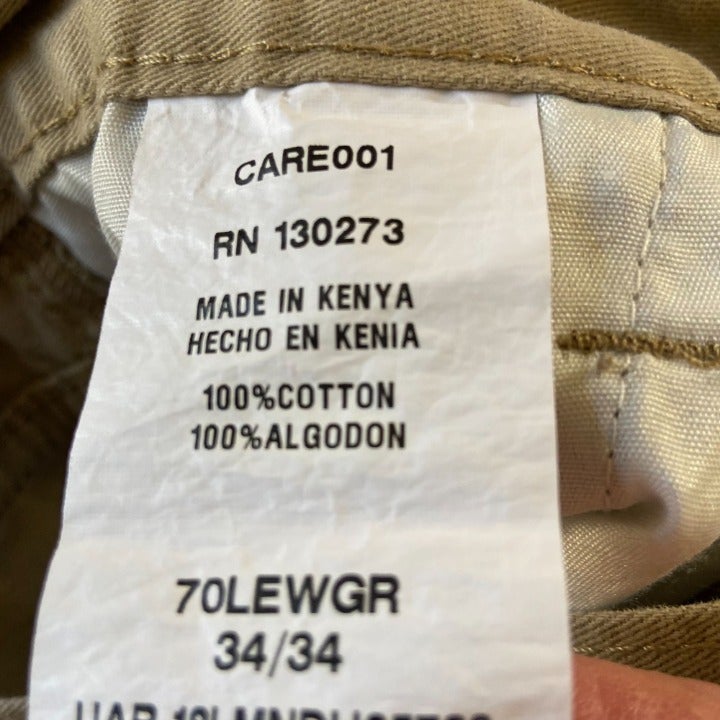 CARE001
RN 130273
MADE IN KENYA
HECHO EN KENIA
100%COTTON
100%ALGODON
70LEWGR
34/34